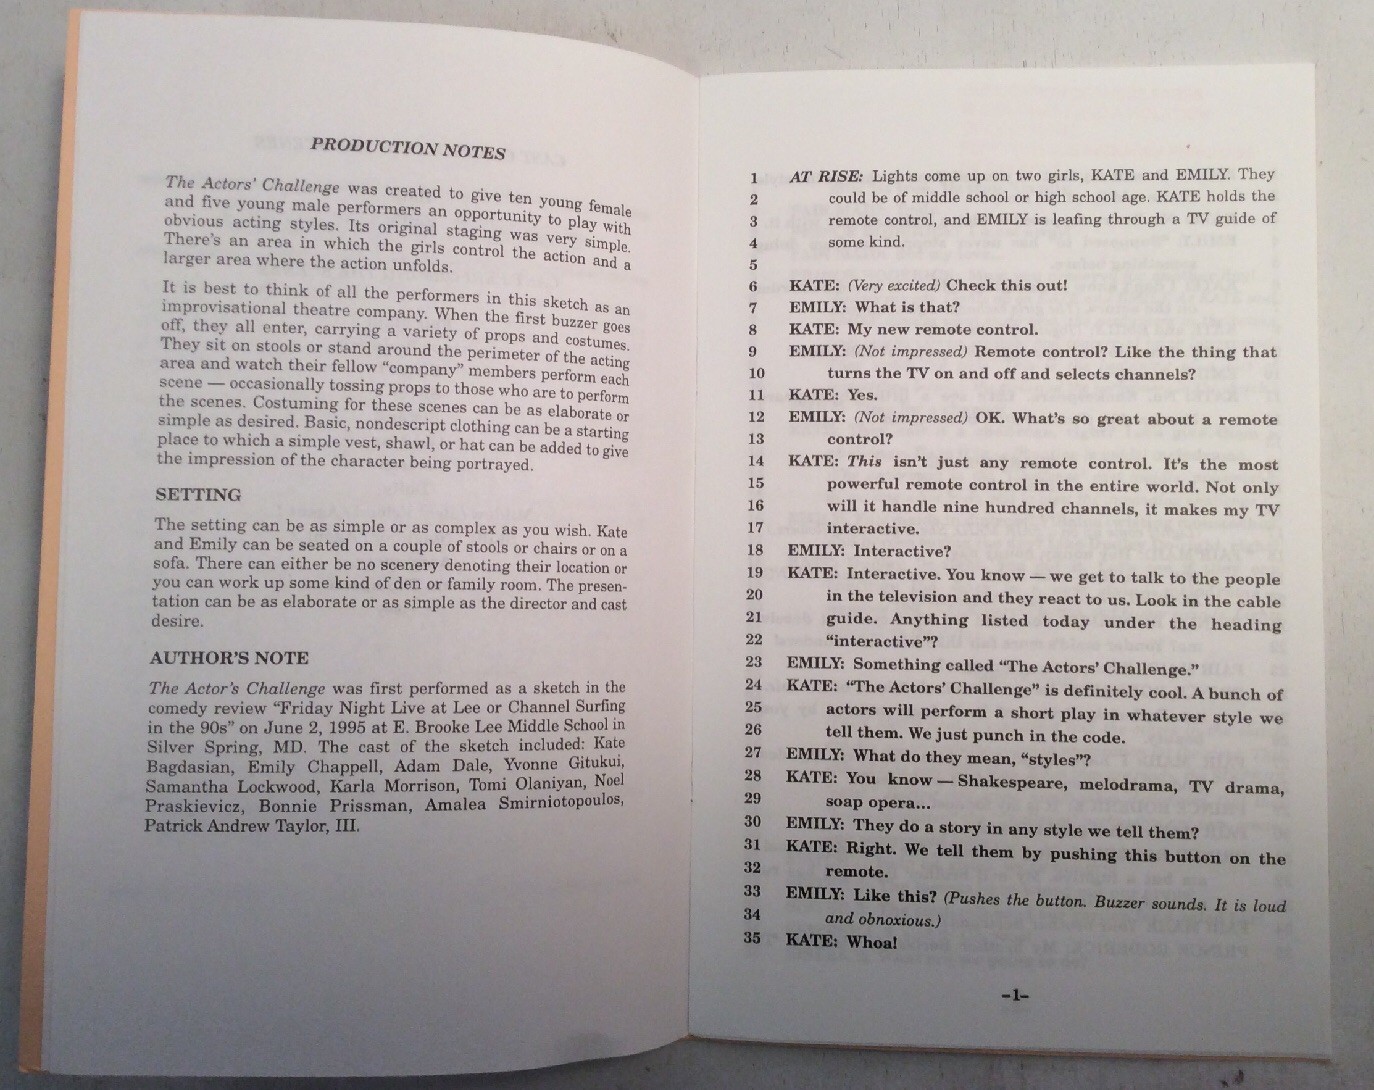 PRODUCTION NOTES
The Actors' Challenge was created to give ten young female
and five young male performers an opportunity to play with
obvious acting styles. Its original staging was very simple.
There's an area in which the girls control the action and a
larger area where the action unfolds.
It is best to think of all the performers in this sketch as an
improvisational theatre company. When the first buzzer goes
off, they all enter, carrying a variety of props and costumes.
They sit on stools or stand around the perimeter of the acting
area and watch their fellow "company" members perform each
scene — occasionally tossing props to those who are to perform
the scenes. Costuming for these scenes can be as elaborate or
simple as desired. Basic, nondescript clothing can be a starting
place to which a simple vest, shawl, or hat can be added to give
the impression of the character being portrayed.
SETTING
The setting can be as simple or as complex as you wish. Kate
and Emily can be seated on a couple of stools or chairs or on a
sofa. There can either be no scenery denoting their location or
you can work up some kind of den or family room. The presen-
tation can be as elaborate or as simple as the director and cast
desire.
AUTHOR'S NOTE
The Actor's Challenge was first performed as a sketch in the
comedy review "Friday Night Live at Lee or Channel Surfing
in the 90s" on June 2, 1995 at E. Brooke Lee Middle School in
Silver Spring, MD. The cast of the sketch included: Kate
Bagdasian, Emily Chappell, Adam Dale, Yvonne Gitukui,
Samantha Lockwood, Karla Morrison, Tomi Olaniyan, Noel
Praskievicz, Bonnie Prissman, Amalea Smirniotopoulos,
Patrick Andrew Taylor, III.
1 AT RISE: Lights come up on two girls, KATE and EMILY. They
2 could be of middle school or high school age. KATE holds the
3 remote control, and EMILY is leafing through a TV guide of
4 some kind.
5
6 KATE: (Very excited) Check this out!
7 EMILY: What is that?
8 KATE: My new remote control.
9 EMILY: (Not impressed) Remote control? Like the thing that
10 turns the TV on and off and selects channels?
11 KATE: Yes.
12 EMILY: (Not impressed) OK. What's so great about a remote
13 control?
14 KATE: This isn't just any remote control. It's the most
15 powerful remote control in the entire world. Not only
16 will it handle nine hundred channels, it makes my TV
17 interactive.
18 EMILY: Interactive?
19 KATE: Interactive. You know — we get to talk to the people
20 in the television and they react to us. Look in the cable
21 guide. Anything listed today under the heading
22 "interactive"?
23 EMILY: Something called "The Actors' Challenge."
24 KATE: "The Actors' Challenge" is definitely cool. A bunch of
25 actors will perform a short play in whatever style we
26 tell them. We just punch in the code.
27 EMILY: What do they mean, "styles"?
28 KATE: You know — Shakespeare, melodrama, TV drama,
29 soap opera...
30 EMILY: They do a story in any style we tell them?
31 KATE: Right. We tell them by pushing this button on the
32 remote.
33 EMILY: Like this? (Pushes the button. Buzzer sounds. It is loud
34 and obnoxious.)
35 KATE: Whoa!
–1–